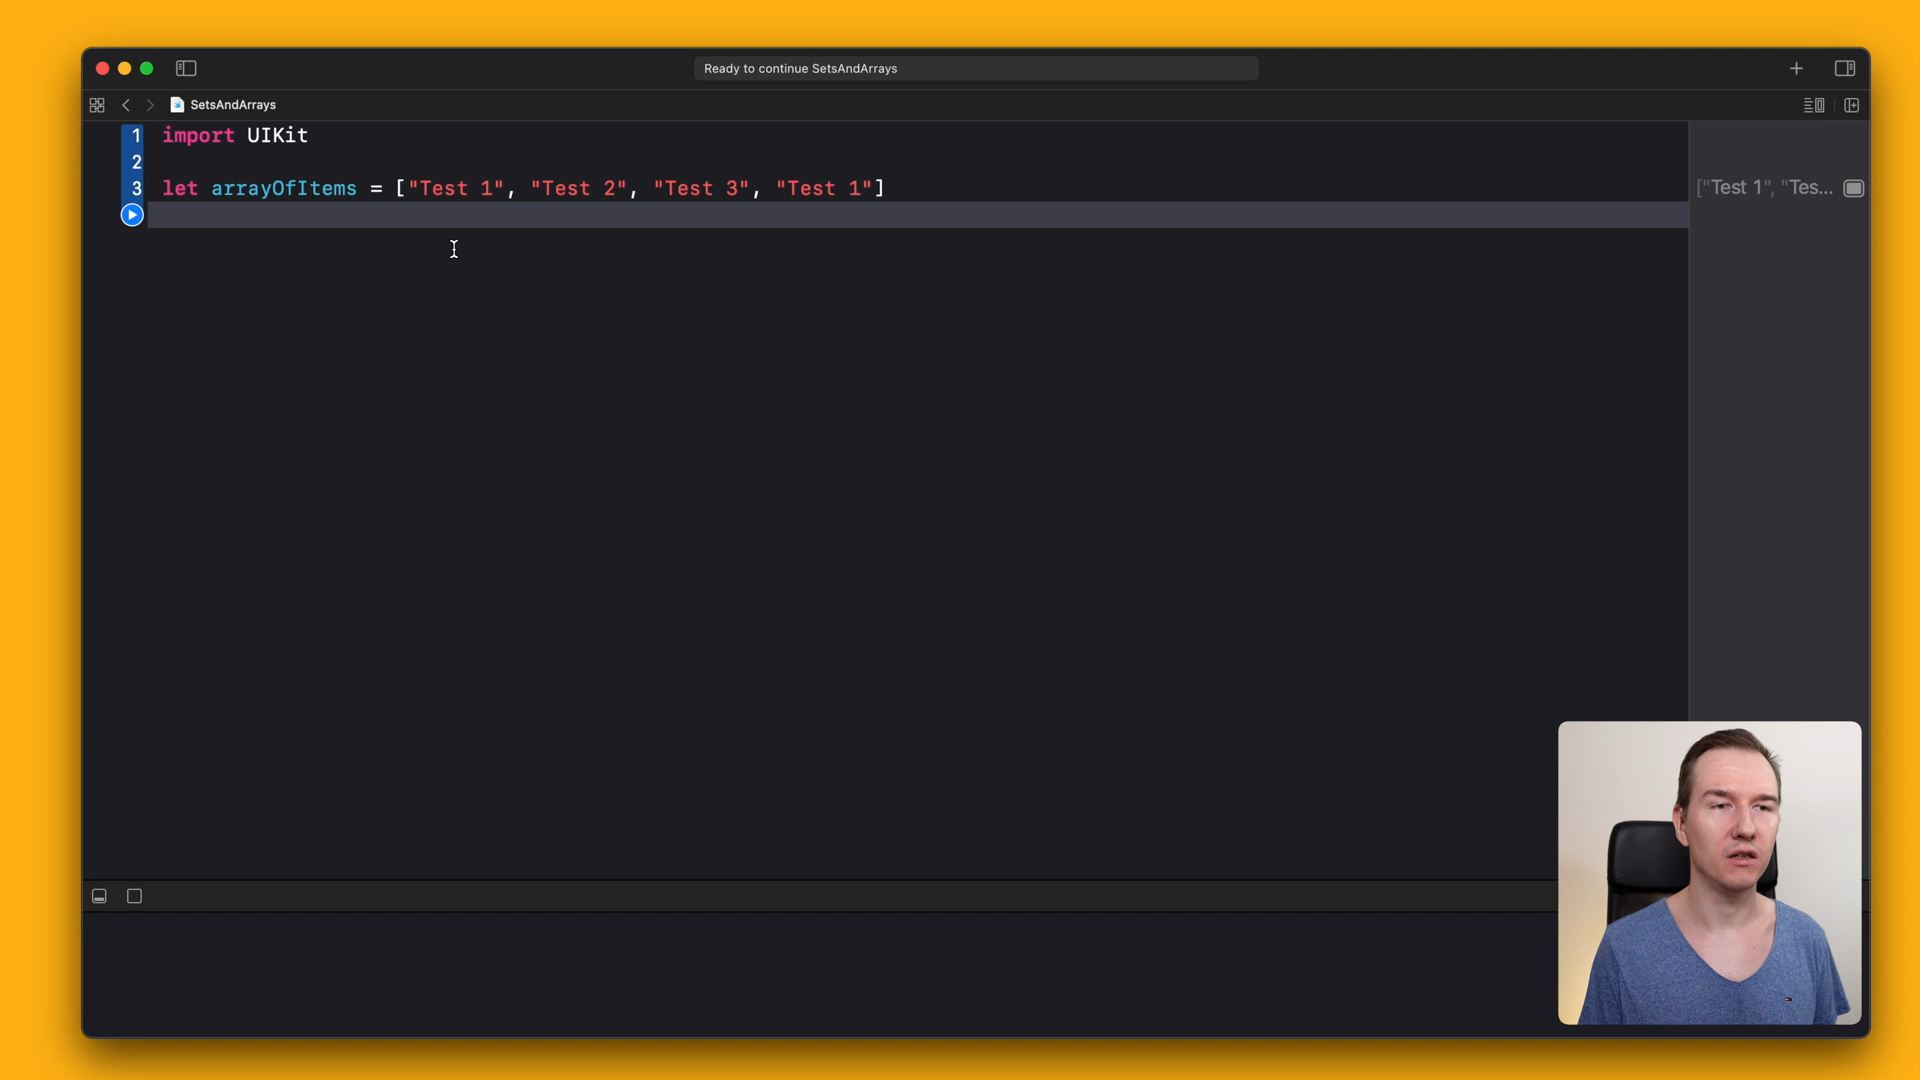 Ready to continue SetsAndArrays
SetsAndArrays
1 import UIKit
2
3 let arrayOfItems = ["Test 1", "Test 2", "Test 3", "Test 1"]
["Test 1", "Tes...